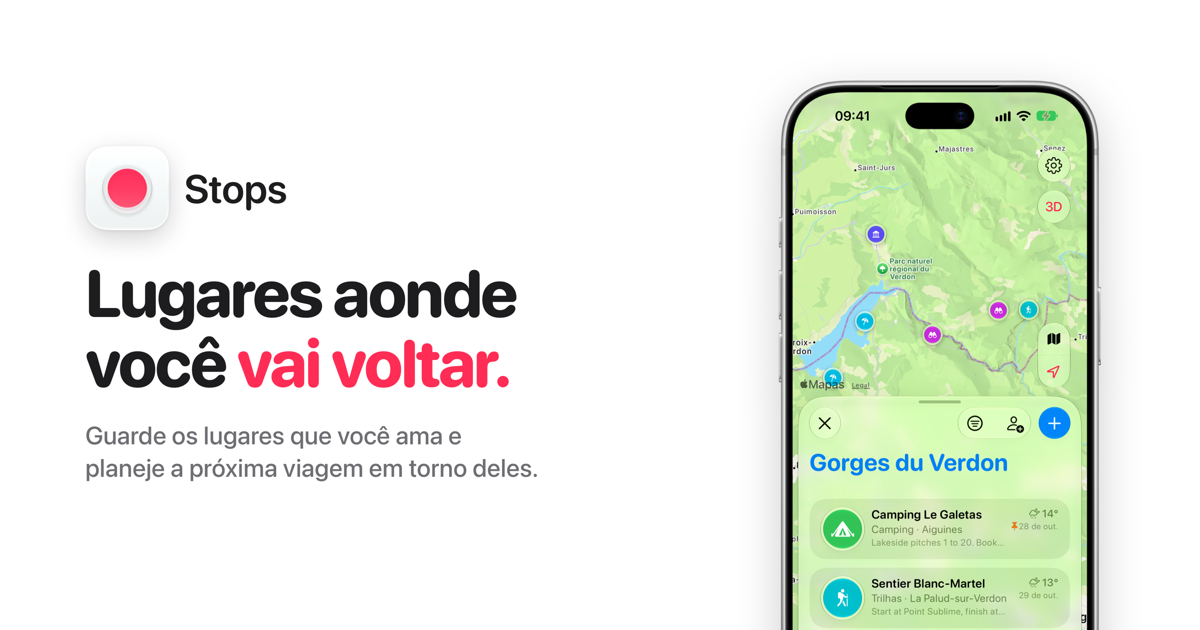 Stops
Lugares aonde
você vai voltar.
Guarde os lugares que você ama e
planeje a próxima viagem em torno deles.
09:41
Majastres
Senez
Saint-Jurs
3D
Puimoisson
Parc naturel
régional du
Verdon
roix-
rdon
Mapas
Legal
Gorges du Verdon
Camping Le Galetas
14°
Camping · Aiguines
28 de out.
Lakeside pitches 1 to 20. Book...
Sentier Blanc-Martel
13°
Trilhas · La Palud-sur-Verdon
29 de out.
Start at Point Sublime, finish at...